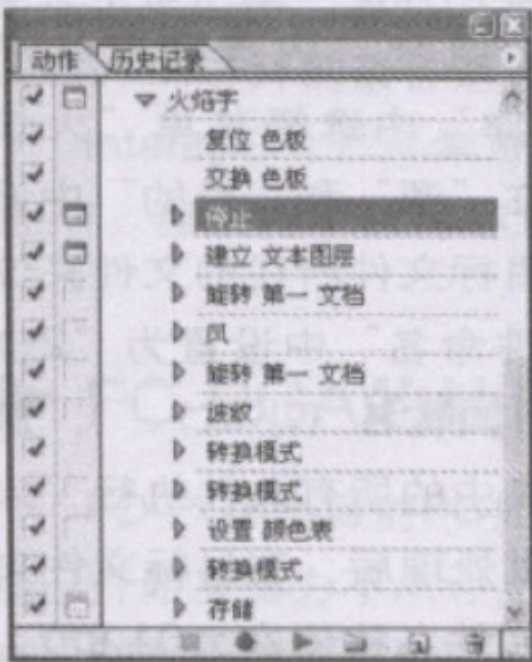 动作 历史记录
火焰字
复位 色板
交换 色板
停止
建立 文本图层
旋转 第一 文档
风
旋转 第一 文档
波纹
转换模式
转换模式
设置 颜色表
转换模式
存储